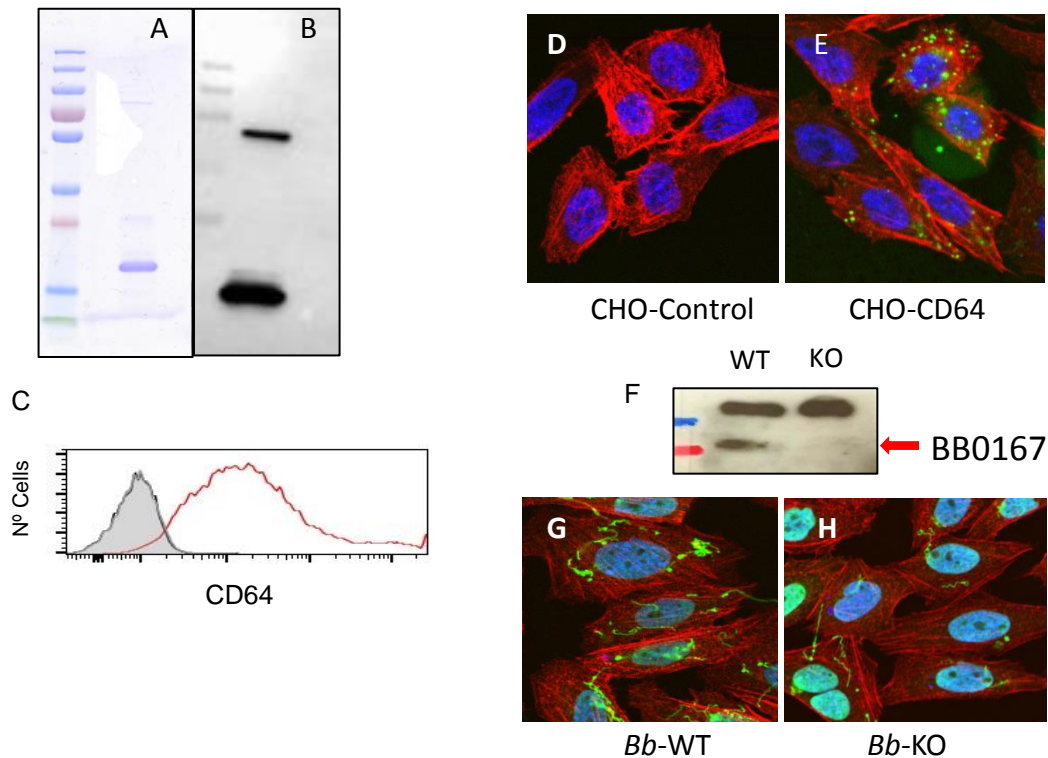 A
B
C
Nº Cells
CD64
D
E
CHO-Control
CHO-CD64
WT
KO
F
BB0167
G
H
Bb-WT
Bb-KO